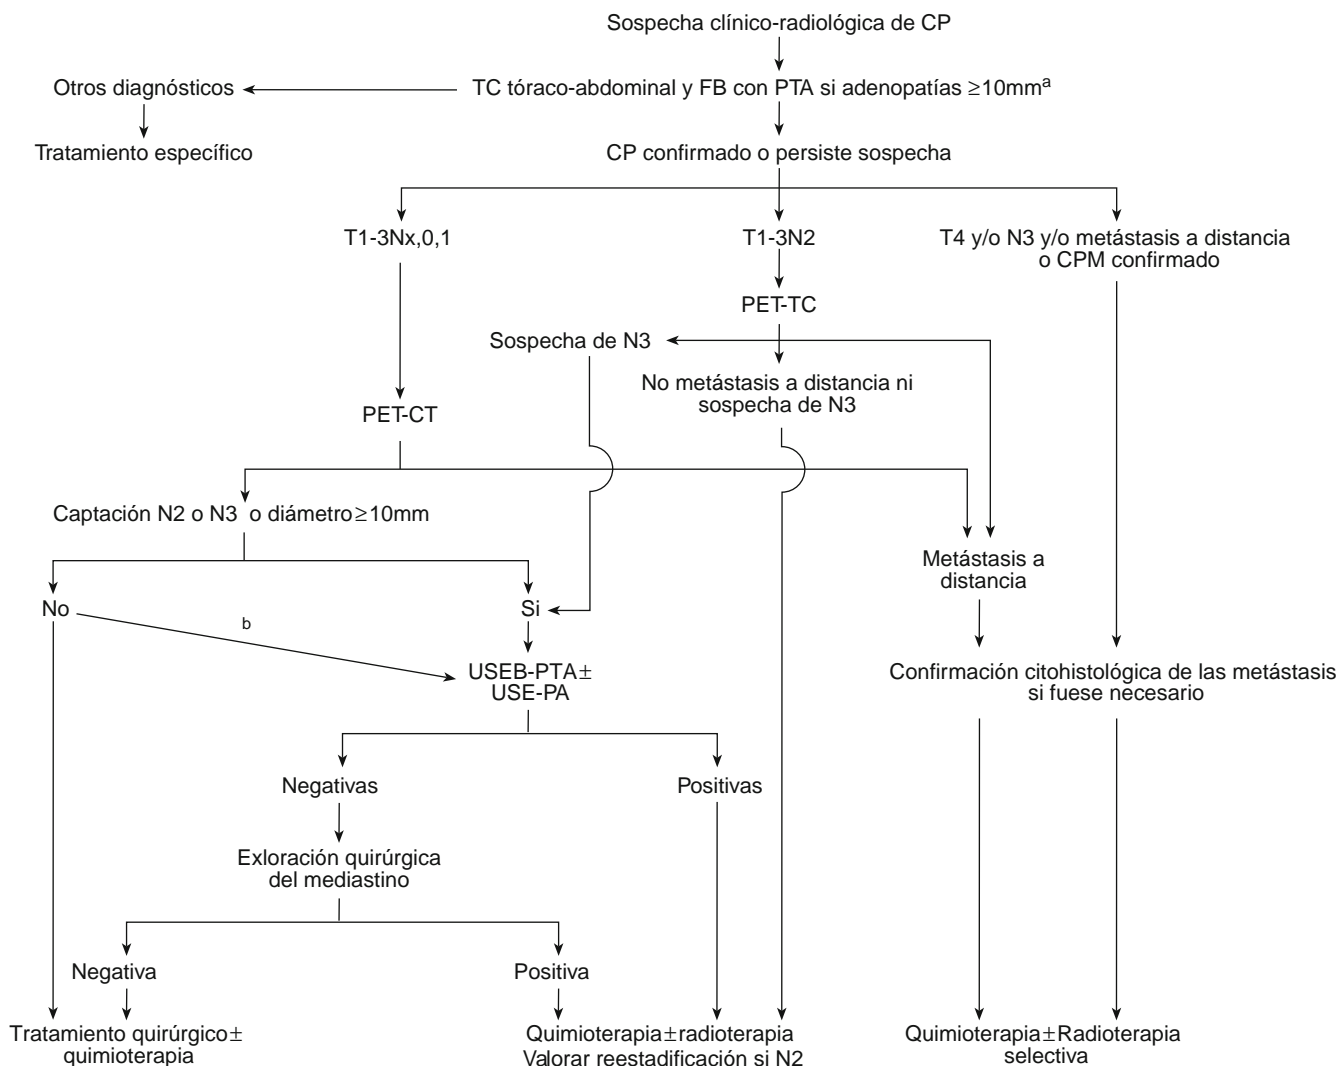 Sospecha clínico-radiológica de CP
Otros diagnósticos
TC tóraco-abdominal y FB con PTA si adenopatías ≥10mmᵃ
Tratamiento específico
CP confirmado o persiste sospecha
T1-3Nx,0,1
T1-3N2
T4 y/o N3 y/o metástasis a distancia
o CPM confirmado
PET-TC
Sospecha de N3
No metástasis a distancia ni
sospecha de N3
PET-CT
Captación N2 o N3 o diámetro≥10mm
Metástasis a
distancia
No
Si
b
USEB-PTA±
USE-PA
Confirmación citohistológica de las metástasis
si fuese necesario
Negativas
Positivas
Exloración quirúrgica
del mediastino
Negativa
Positiva
Tratamiento quirúrgico±
quimioterapia
Quimioterapia±radioterapia
Valorar reestadificación si N2
Quimioterapia±Radioterapia
selectiva